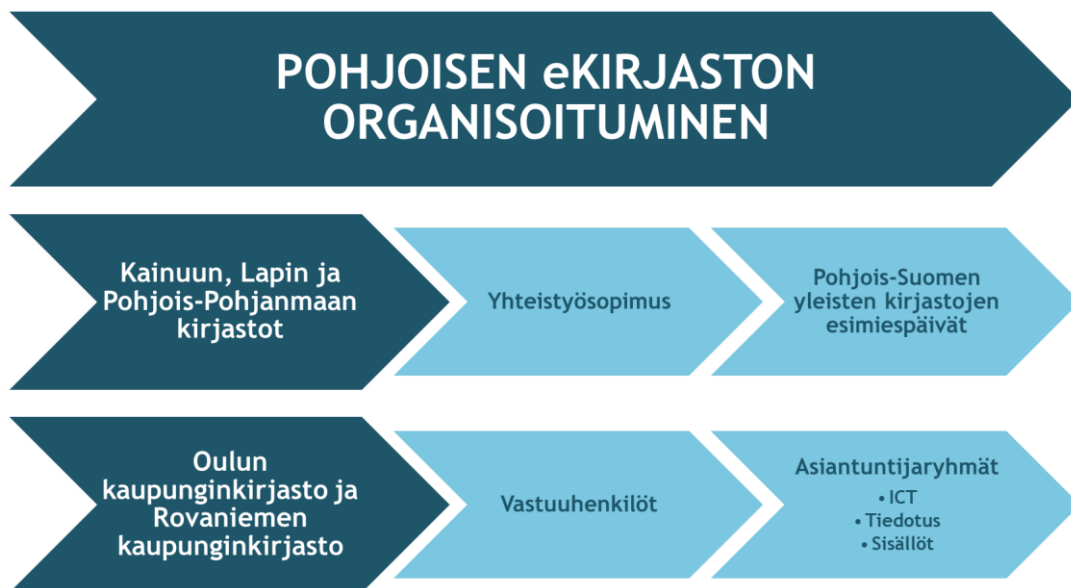 POHJOISEN eKIRJASTON
ORGANISOITUMINEN
Kainuun, Lapin ja
Pohjois-Pohjanmaan
kirjastot
Yhteistyösopimus
Pohjois-Suomen
yleisten kirjastojen
esimiespäivät
Oulun
kaupunginkirjasto ja
Rovaniemen
kaupunginkirjasto
Vastuuhenkilöt
Asiantuntijaryhmät
• ICT
• Tiedotus
• Sisällöt